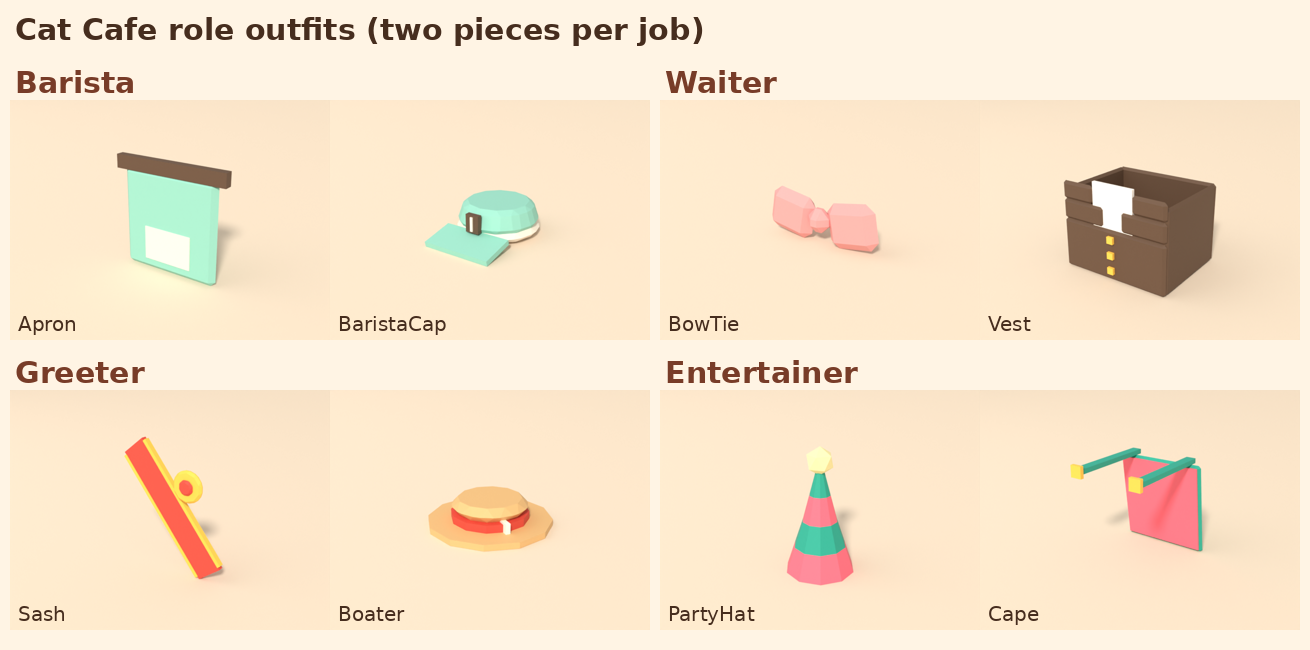 Cat Cafe role outfits (two pieces per job)
Barista
Waiter
Apron
BaristaCap
BowTie
Vest
Greeter
Entertainer
Sash
Boater
PartyHat
Cape